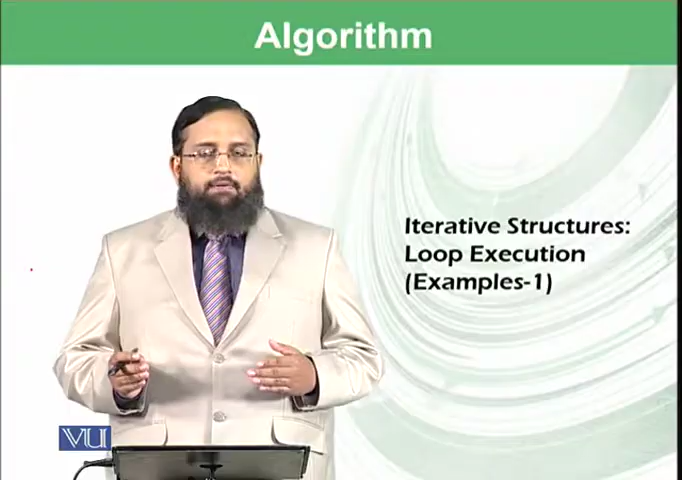 Algorithm
Iterative Structures:
Loop Execution
(Examples-1)
VU